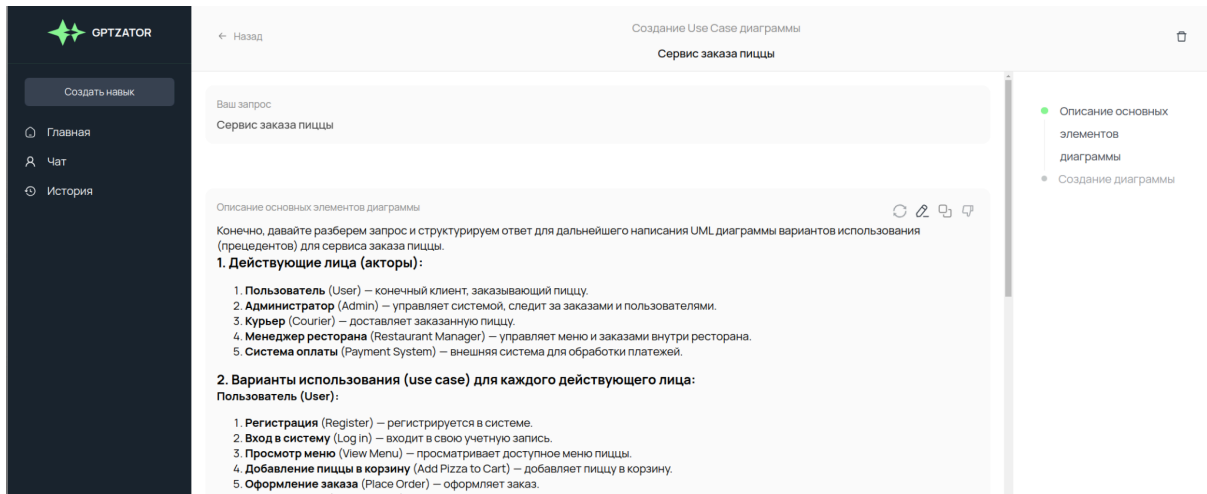 GPTZATOR
Создать навык
Главная
Чат
История
← Назад
Создание Use Case диаграммы
Сервис заказа пиццы
Ваш запрос
Сервис заказа пиццы
Описание основных элементов диаграммы
Конечно, давайте разберем запрос и структурируем ответ для дальнейшего написания UML диаграммы вариантов использования
(прецедентов) для сервиса заказа пиццы.
1. Действующие лица (акторы):
1. Пользователь (User) — конечный клиент, заказывающий пиццу.
2. Администратор (Admin) — управляет системой, следит за заказами и пользователями.
3. Курьер (Courier) — доставляет заказанную пиццу.
4. Менеджер ресторана (Restaurant Manager) — управляет меню и заказами внутри ресторана.
5. Система оплаты (Payment System) — внешняя система для обработки платежей.
2. Варианты использования (use case) для каждого действующего лица:
Пользователь (User):
1. Регистрация (Register) — регистрируется в системе.
2. Вход в систему (Log in) — входит в свою учетную запись.
3. Просмотр меню (View Menu) — просматривает доступное меню пиццы.
4. Добавление пиццы в корзину (Add Pizza to Cart) — добавляет пиццу в корзину.
5. Оформление заказа (Place Order) — оформляет заказ.
Описание основных
элементов
диаграммы
Создание диаграммы